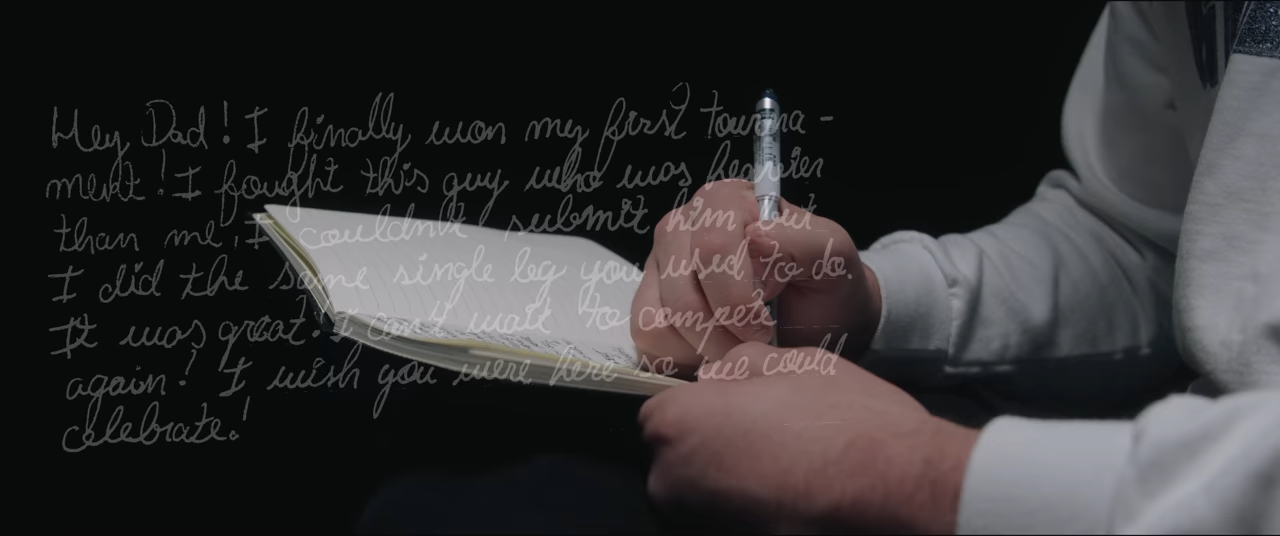 Hey Dad! I finally won my first tourna-
ment! I fought this guy who was heavier
than me, I couldn't submit him but
I did the same single leg you used to do.
It was great! I can't wait to compete
again! I wish you were here so we could
celebrate!